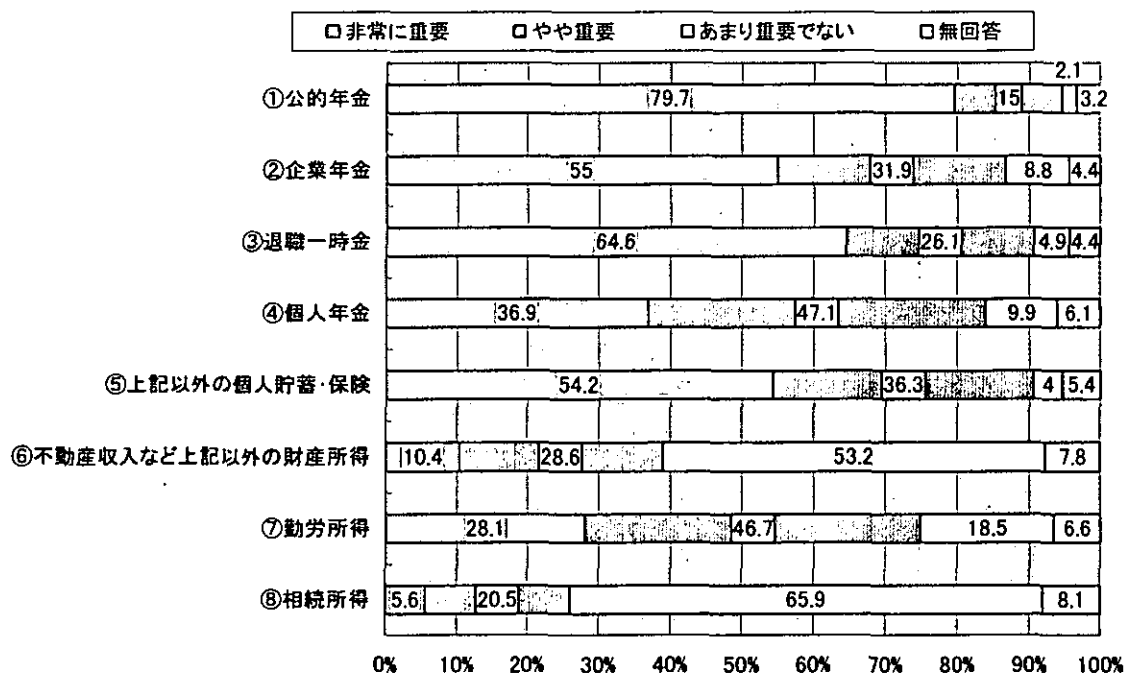 非常に重要 やや重要 あまり重要でない 無回答
2.1
①公的年金 79.7 15 3.2
②企業年金 55 31.9 8.8 4.4
③退職一時金 64.6 26.1 4.9 4.4
④個人年金 36.9 47.1 9.9 6.1
⑤上記以外の個人貯蓄・保険 54.2 36.3 4 5.4
⑥不動産収入など上記以外の財産所得 10.4 28.6 53.2 7.8
⑦勤労所得 28.1 46.7 18.5 6.6
⑧相続所得 5.6 20.5 65.9 8.1
0% 10% 20% 30% 40% 50% 60% 70% 80% 90% 100%